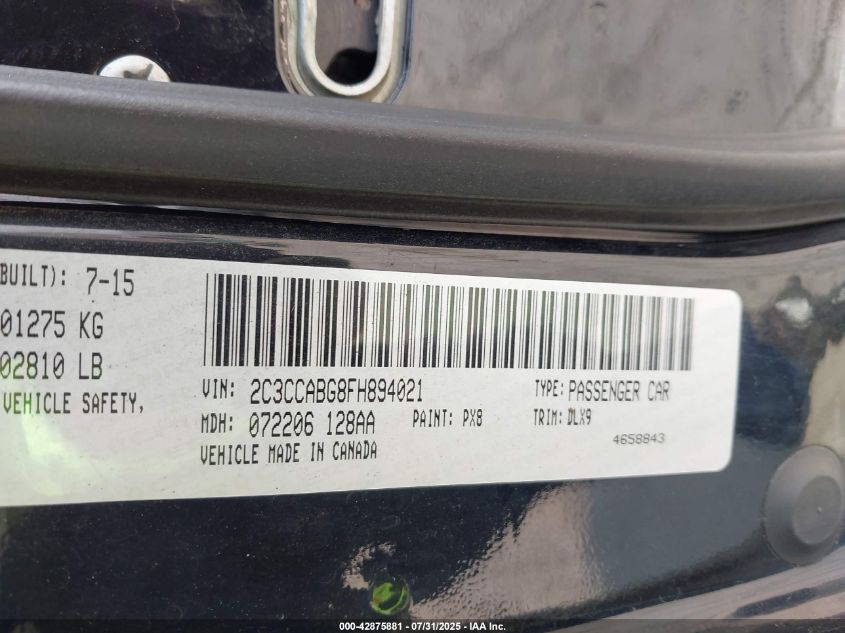 BUILT): 7-15
01275 KG
02810 LB
VEHICLE SAFETY,
VIN: 2C3CCABG8FH894021 TYPE: PASSENGER CAR
MDH: 072206 128AA PAINT: PX8 TRIM: DLX9
VEHICLE MADE IN CANADA 4658843
000-42875881 - 07/31/2025 - IAA Inc.